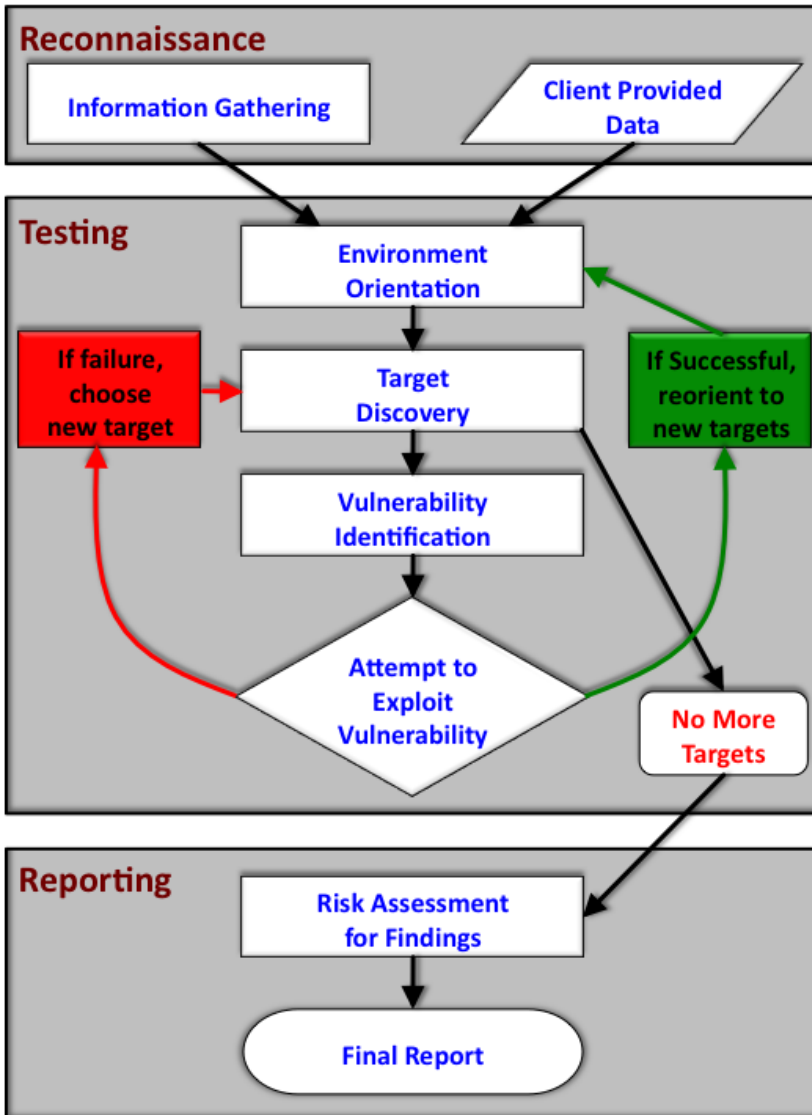 Reconnaissance
Information Gathering
Client Provided
Data
Testing
Environment
Orientation
If failure,
choose
new target
Target
Discovery
If Successful,
reorient to
new targets
Vulnerability
Identification
Attempt to
Exploit
Vulnerability
No More
Targets
Reporting
Risk Assessment
for Findings
Final Report